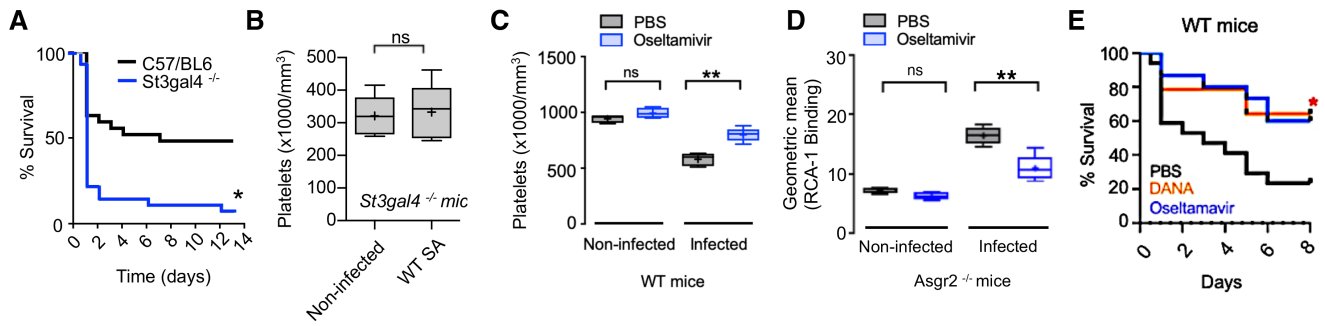 A
100
50
0
% Survival
C57/BL6
St3gal4 -/-
*
0 2 4 6 8 10 12 14
Time (days)
B
ns
500
400
300
200
100
0
Platelets (x1000/mm³)
St3gal4 -/- mic
Non-infected
WT SA
C
PBS
Oseltamivir
1500
1000
500
0
Platelets (x1000/mm³)
ns
**
Non-infected Infected
WT mice
D
PBS
Oseltamivir
30
20
10
0
Geometric mean
(RCA-1 Binding)
ns
**
Non-infected Infected
Asgr2 -/- mice
E
WT mice
100
80
60
40
20
0
% Survival
*
PBS
DANA
Oseltamavir
0 2 4 6 8
Days